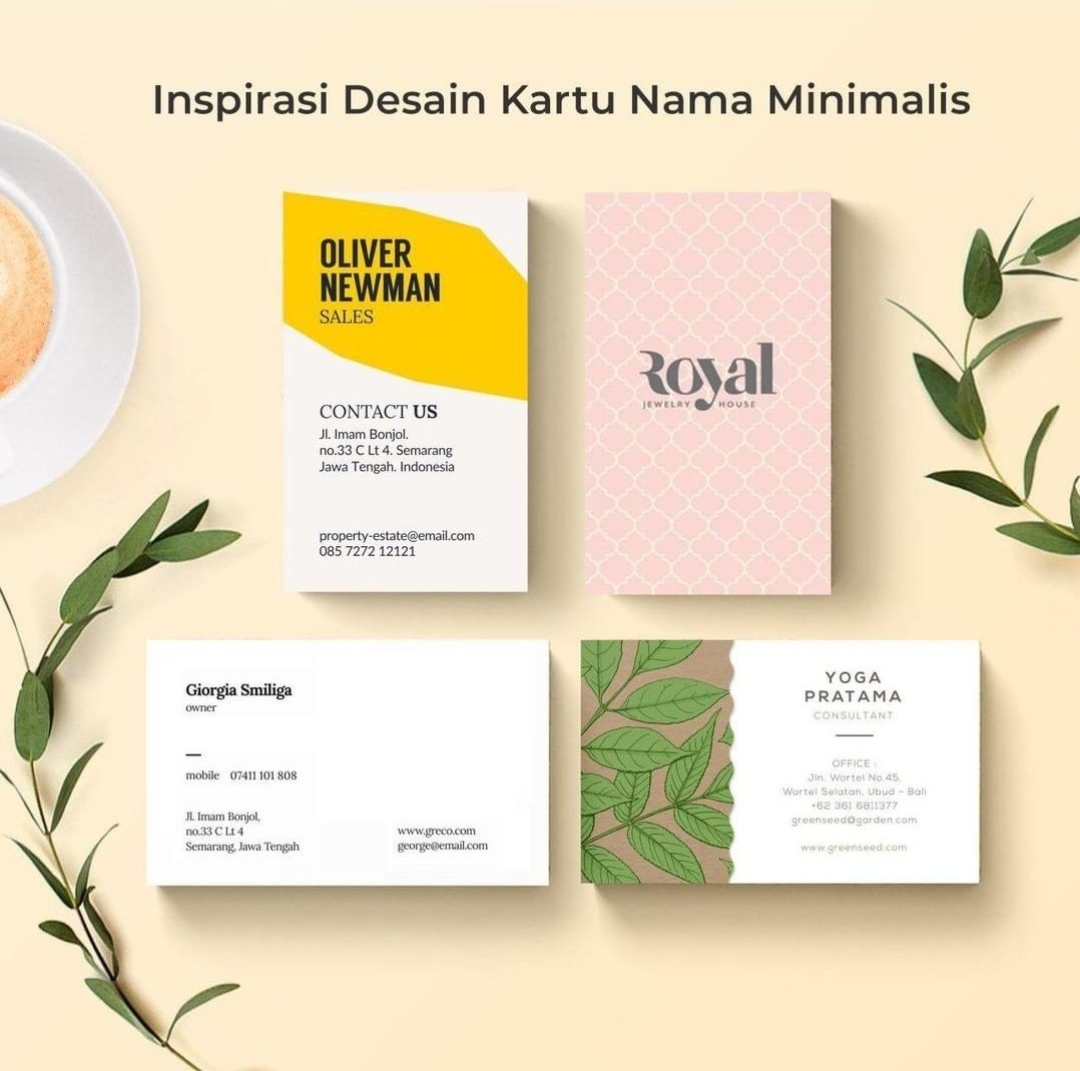 Inspirasi Desain Kartu Nama Minimalis
OLIVER
NEWMAN
SALES
CONTACT US
Jl. Imam Bonjol.
no.33 C Lt 4. Semarang
Jawa Tengah. Indonesia
property-estate@email.com
085 7272 12121
Royal
JEWELRY HOUSE
Giorgia Smiliga
owner
mobile 07411 101 808
Jl. Imam Bonjol,
no.33 C Lt 4
Semarang, Jawa Tengah
www.greco.com
george@email.com
YOGA
PRATAMA
CONSULTANT
OFFICE :
Jln. Wortel No.45.
Wortel Selatan, Ubud - Bali
+62 361 6811377
greenseed@garden.com
www.greenseed.com